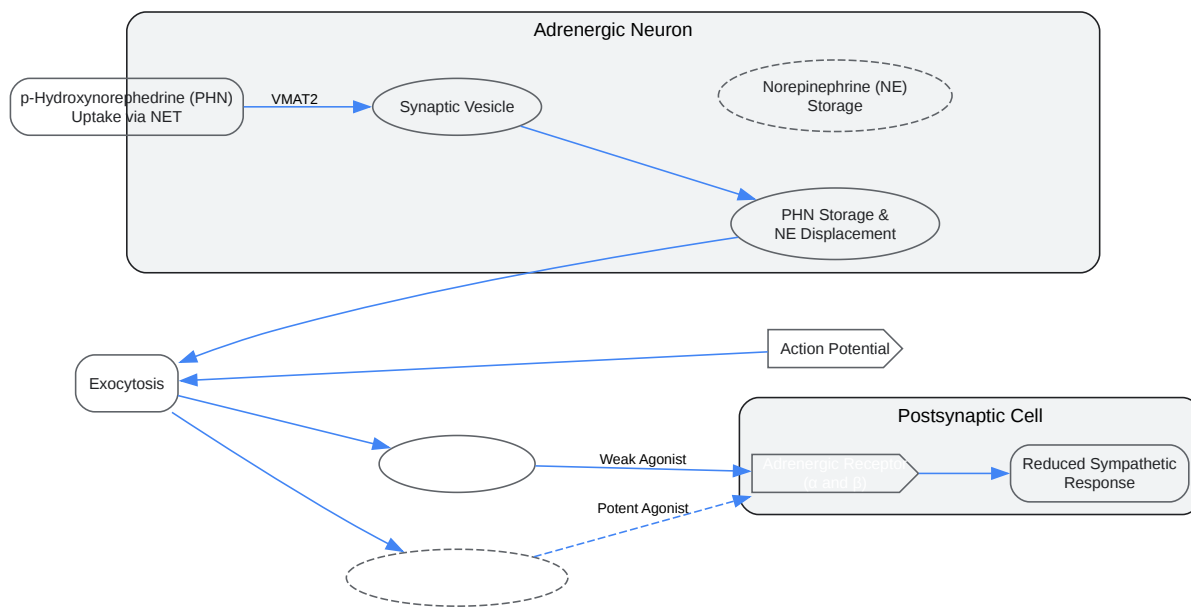 Adrenergic Neuron
p-Hydroxynorephedrine (PHN)
Uptake via NET
VMAT2
Synaptic Vesicle
Norepinephrine (NE)
Storage
PHN Storage &
NE Displacement
Action Potential
Exocytosis
Postsynaptic Cell
Weak Agonist
Adrenergic Receptor
(α and β)
Reduced Sympathetic
Response
Potent Agonist